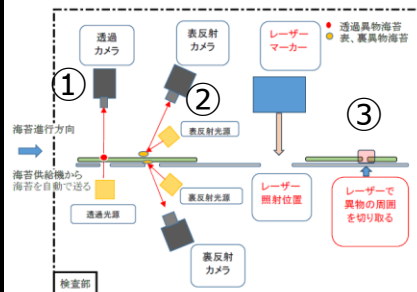 透過
カメラ
表反射
カメラ
レーザー
マーカー
透過異物海苔
表、裏異物海苔
①
②
③
海苔進行方向
表反射光源
海苔供給機から
海苔を自動で送る
透過光源
裏反射光源
レーザー
照射位置
レーザーで
異物の周囲
を切り取る
裏反射
カメラ
検査部